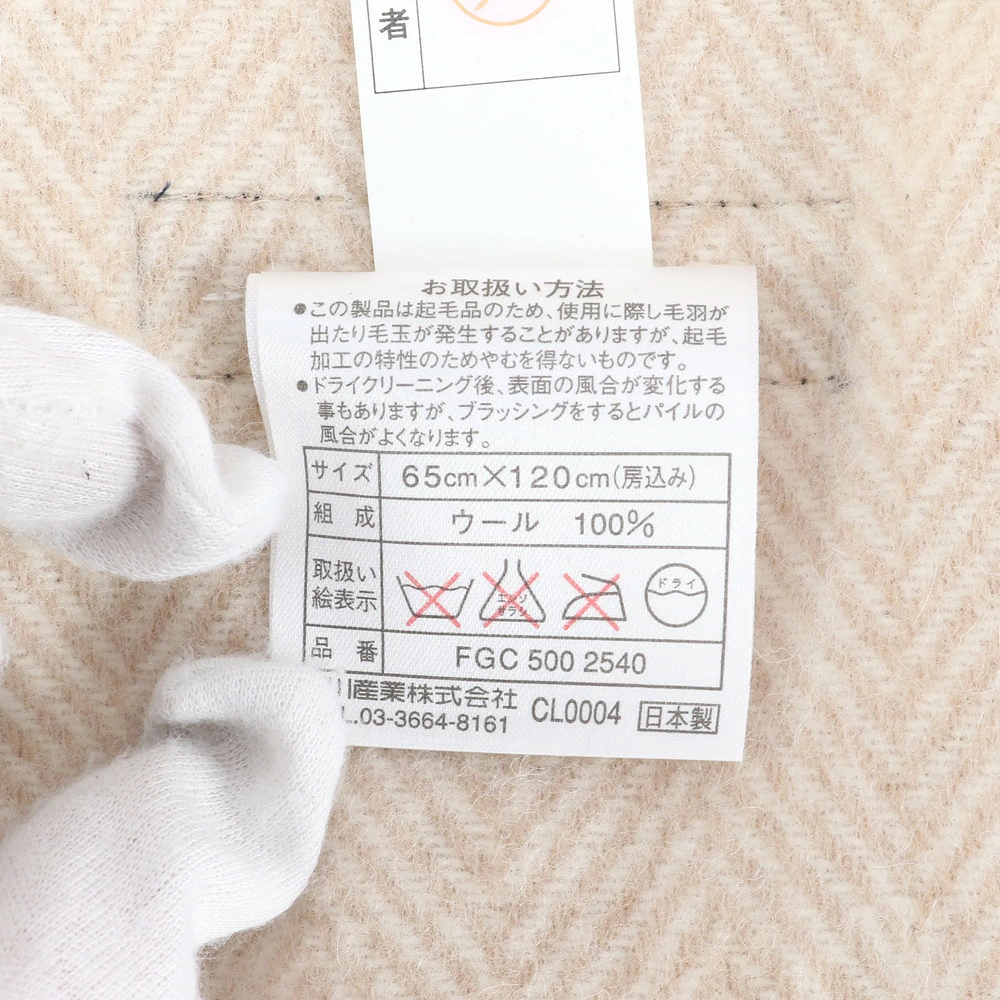 者
お取扱い方法
●この製品は起毛品のため、使用に際し毛羽が
出たり毛玉が発生することがありますが、起毛
加工の特性のためやむを得ないものです。
●ドライクリーニング後、表面の風合が変化する
事もありますが、ブラッシングをするとパイルの
風合がよくなります。
サイズ 65cm×120cm(房込み)
組成 ウール 100%
取扱い
絵表示 エンソ サラシ ドライ
品番 FGC 500 2540
川産業株式会社 CL0004 日本製
L.03-3664-8161